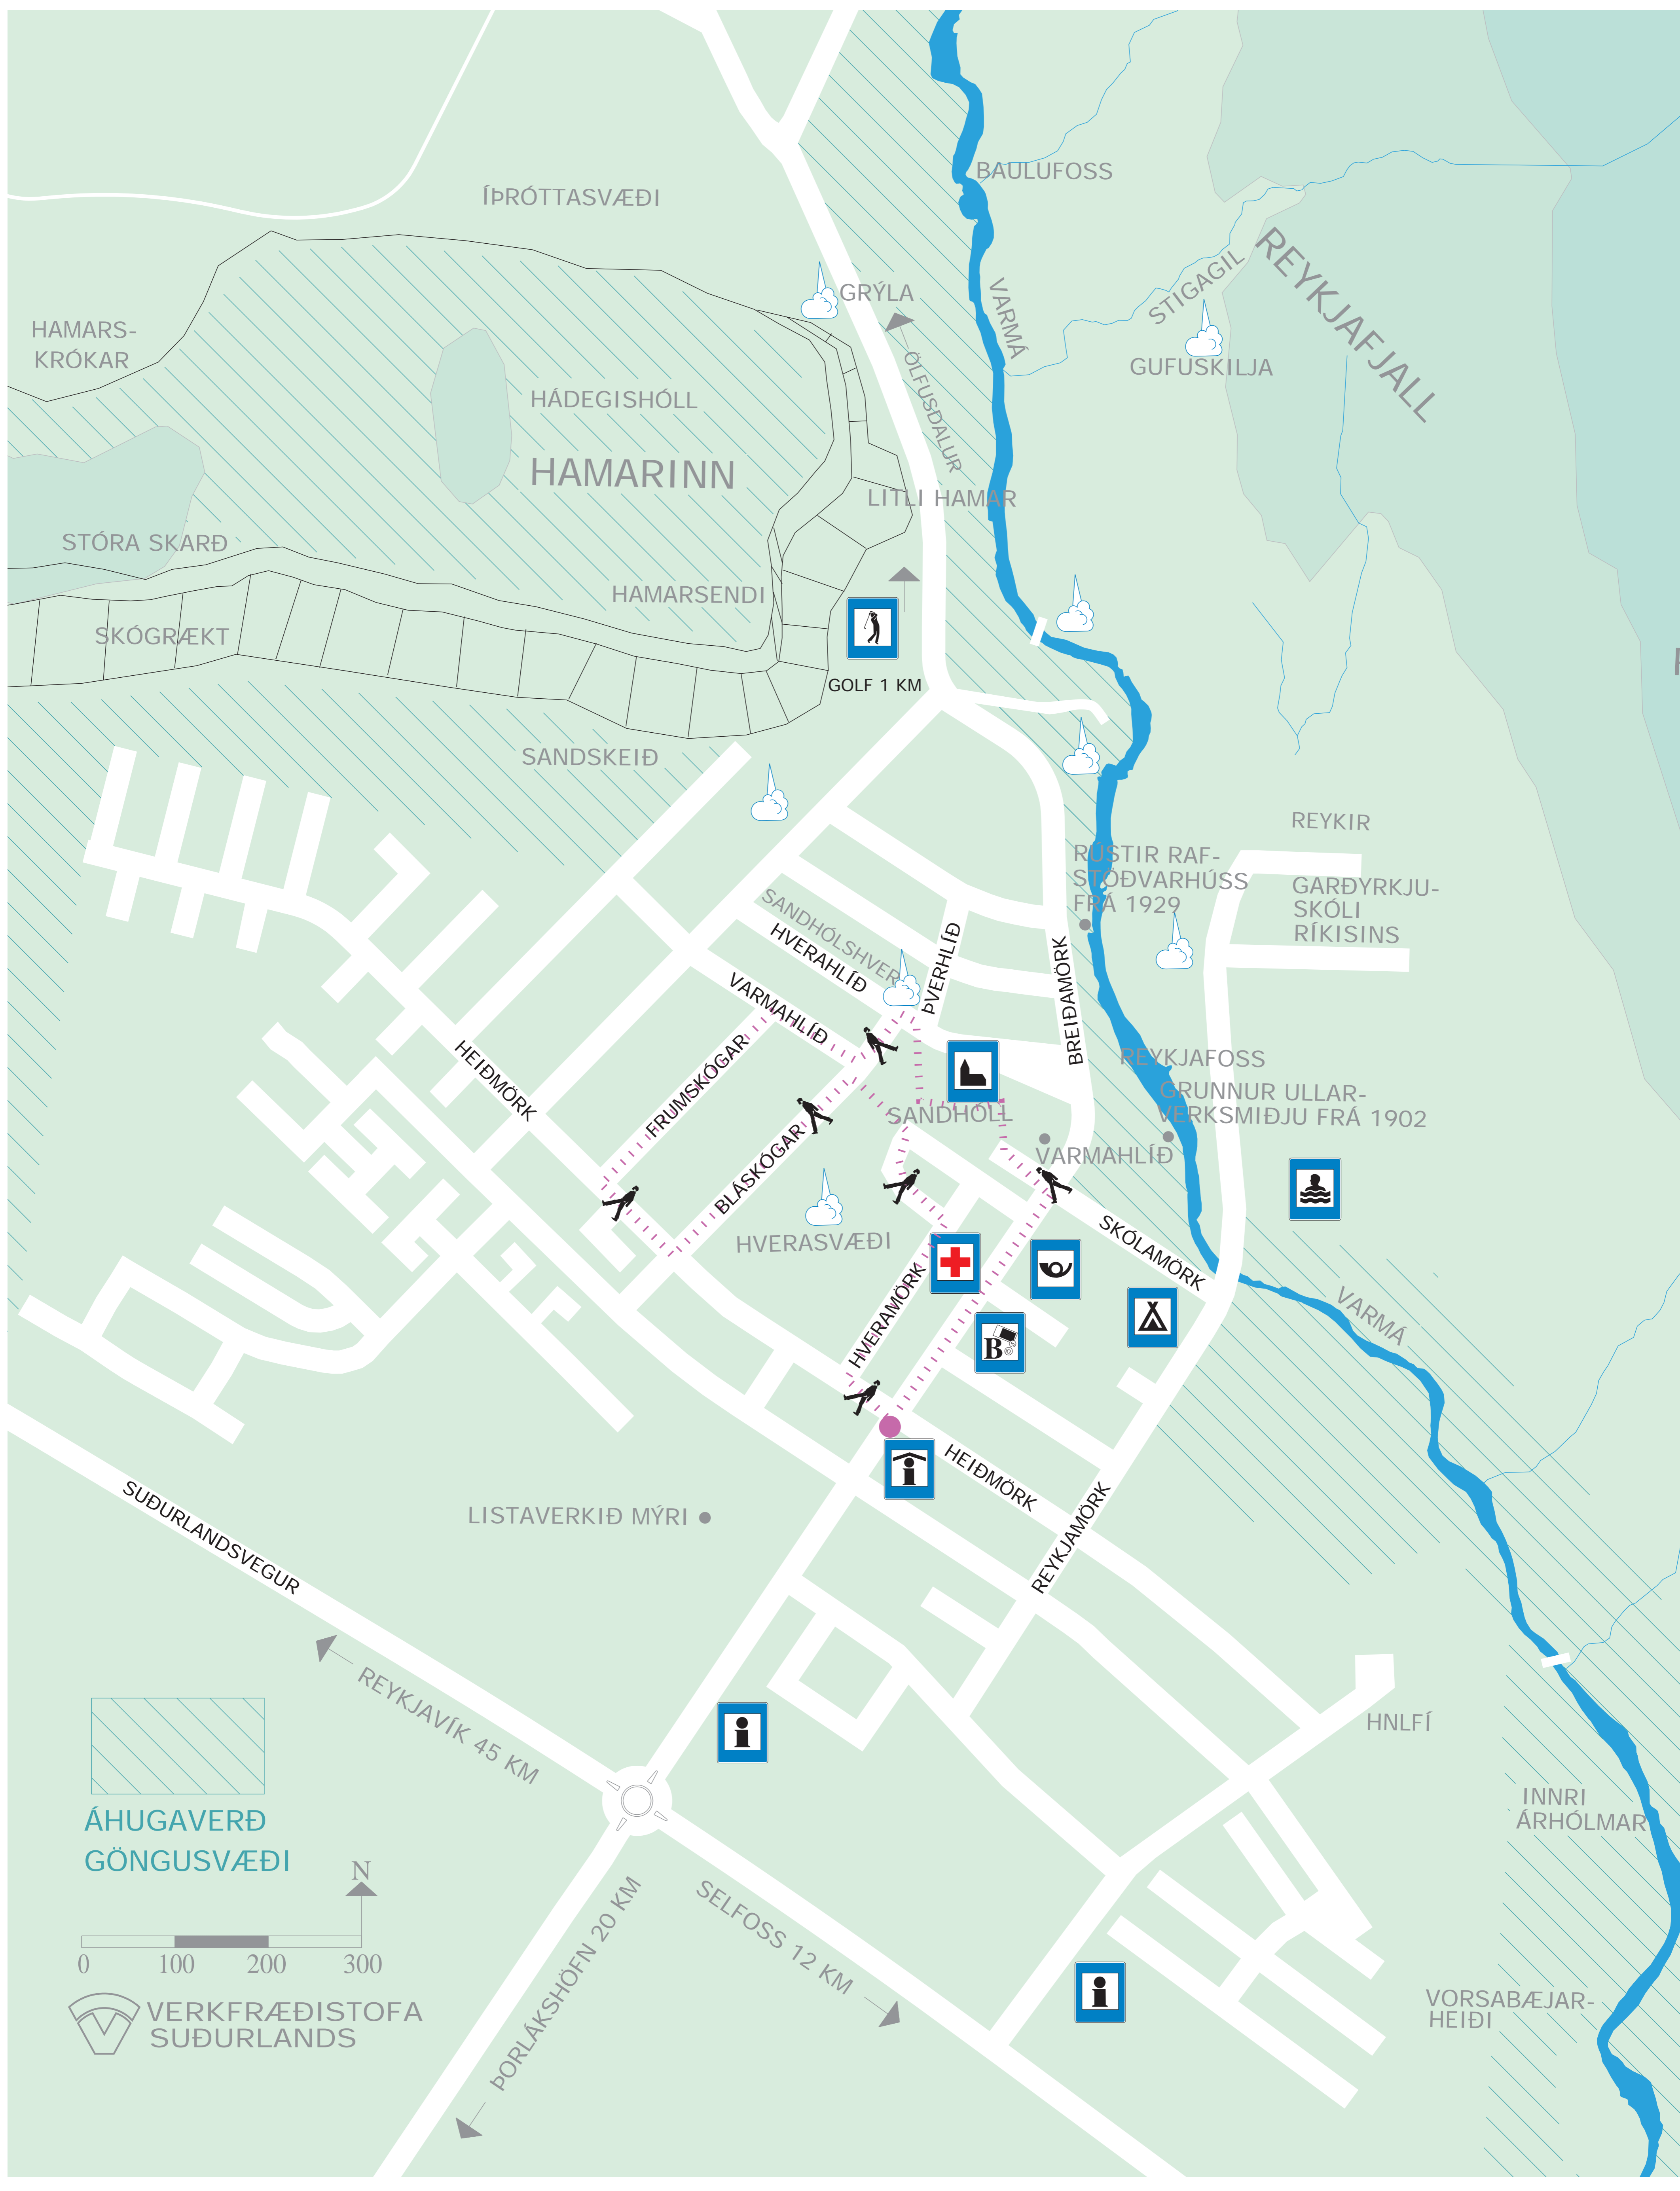 BAULUFOSS
ÍÞRÓTTASVÆÐI
REYKJAFJALL
STIGAGIL
GRÝLA
VARMÁ
HAMARS-
KRÓKAR
GUFUSKILJA
ÖLFUSDALUR
HÁDEGISHÓLL
HAMARINN
LITLI HAMAR
STÓRA SKARÐ
HAMARSENDI
SKÓGRÆKT
GOLF 1 KM
SANDSKEIÐ
REYKIR
RÚSTIR RAF-
STÖÐVARHÚSS
FRÁ 1929
GARÐYRKJU-
SKÓLI
RÍKISINS
SANDHÓLSHVER
HVERAHLÍÐ
ÞVERHLÍÐ
BREIÐAMÖRK
VARMAHLÍÐ
HEIÐMÖRK
FRUMSKÓGAR
REYKJAFOSS
GRUNNUR ULLAR-
VERKSMIÐJU FRÁ 1902
SANDHÓLL
VARMAHLÍÐ
BLÁSKÓGAR
HVERASVÆÐI
SKÓLAMÖRK
HVERAMÖRK
VARMÁ
B
HEIÐMÖRK
REYKJAMÖRK
LISTAVERKIÐ MÝRI
SUÐURLANDSVEGUR
REYKJAVÍK 45 KM
HNLFÍ
INNRI
ÁRHÓLMAR
ÁHUGAVERÐ
GÖNGUSVÆÐI
N
0 100 200 300
SELFOSS 12 KM
ÞORLÁKSHÖFN 20 KM
VORSABÆJAR-
HEIÐI
VERKFRÆÐISTOFA
SUÐURLANDS